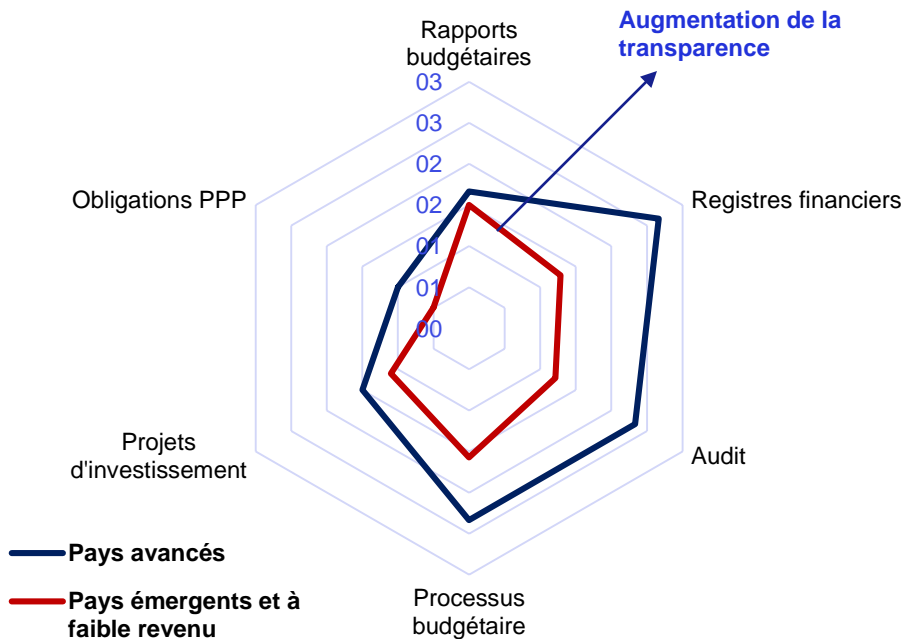 Augmentation de la
transparence
Rapports
budgétaires
03
03
02
02
01
01
00
Obligations PPP
Registres financiers
Projets
d'investissement
Audit
Processus
budgétaire
Pays avancés
Pays émergents et à
faible revenu